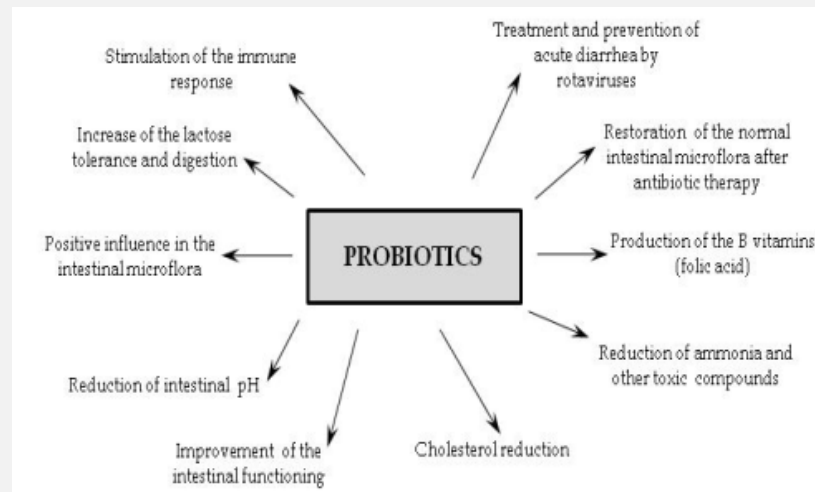 Stimulation of the immune
response
Treatment and prevention of
acute diarrhea by
rotaviruses
Increase of the lactose
tolerance and digestion
Restoration of the normal
intestinal microflora after
antibiotic therapy
Positive influence in the
intestinal microflora
PROBIOTICS
Production of the B vitamins
(folic acid)
Reduction of intestinal pH
Reduction of ammonia and
other toxic compounds
Improvement of the
intestinal functioning
Cholesterol reduction